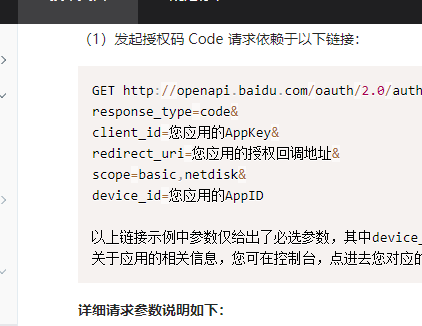 （1）发起授权码 Code 请求依赖于以下链接：
GET http://openapi.baidu.com/oauth/2.0/auth
response_type=code&
client_id=您应用的AppKey&
redirect_uri=您应用的授权回调地址&
scope=basic,netdisk&
device_id=您应用的AppID
以上链接示例中参数仅给出了必选参数，其中device_
关于应用的相关信息，您可在控制台，点进去您对应的
详细请求参数说明如下：